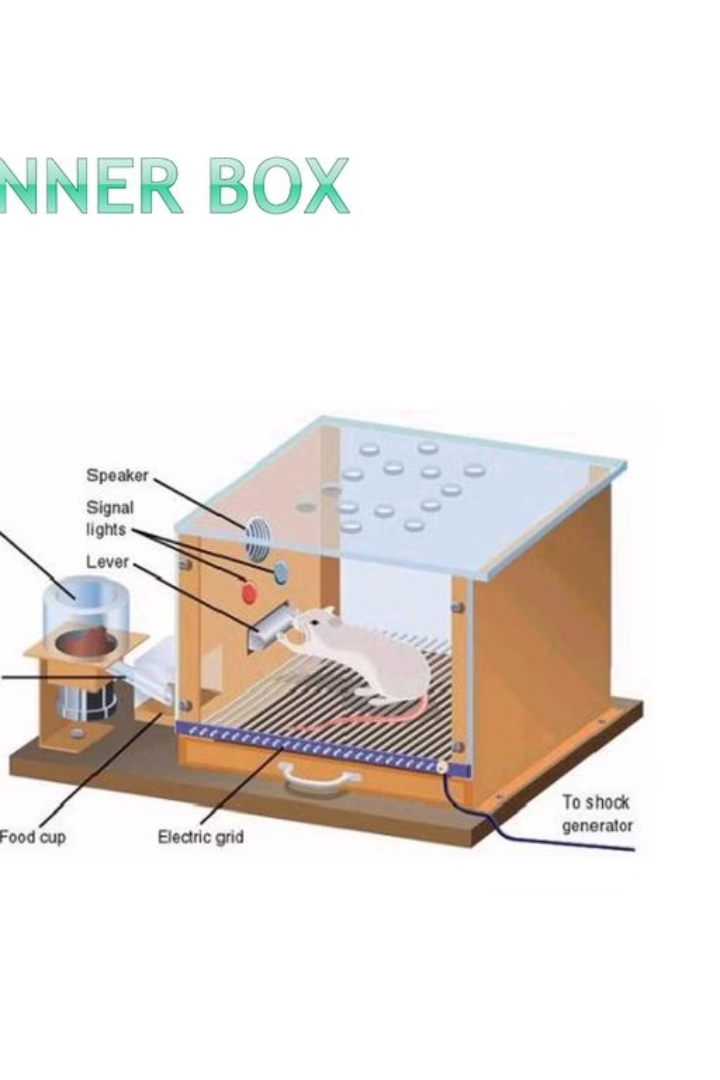 NNER BOX
Speaker
Signal
lights
Lever
Food cup
Electric grid
To shock
generator